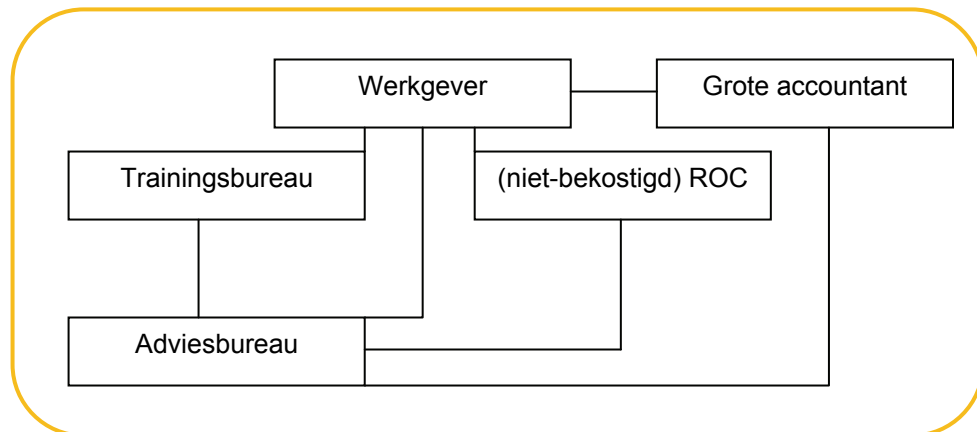 Werkgever
Grote accountant
Trainingsbureau
(niet-bekostigd) ROC
Adviesbureau